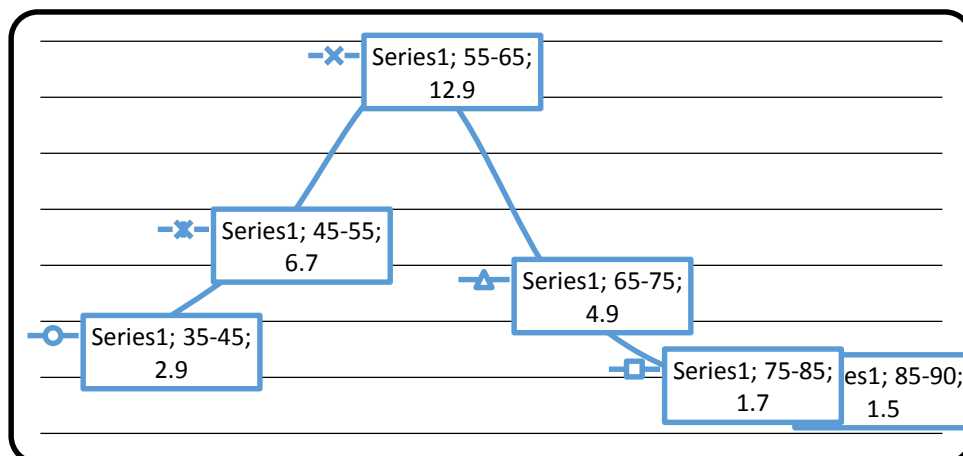 Series1; 55-65;
12.9
Series1; 45-55;
6.7
Series1; 65-75;
4.9
Series1; 35-45;
2.9
Series1; 75-85;
1.7
es1; 85-90;
1.5